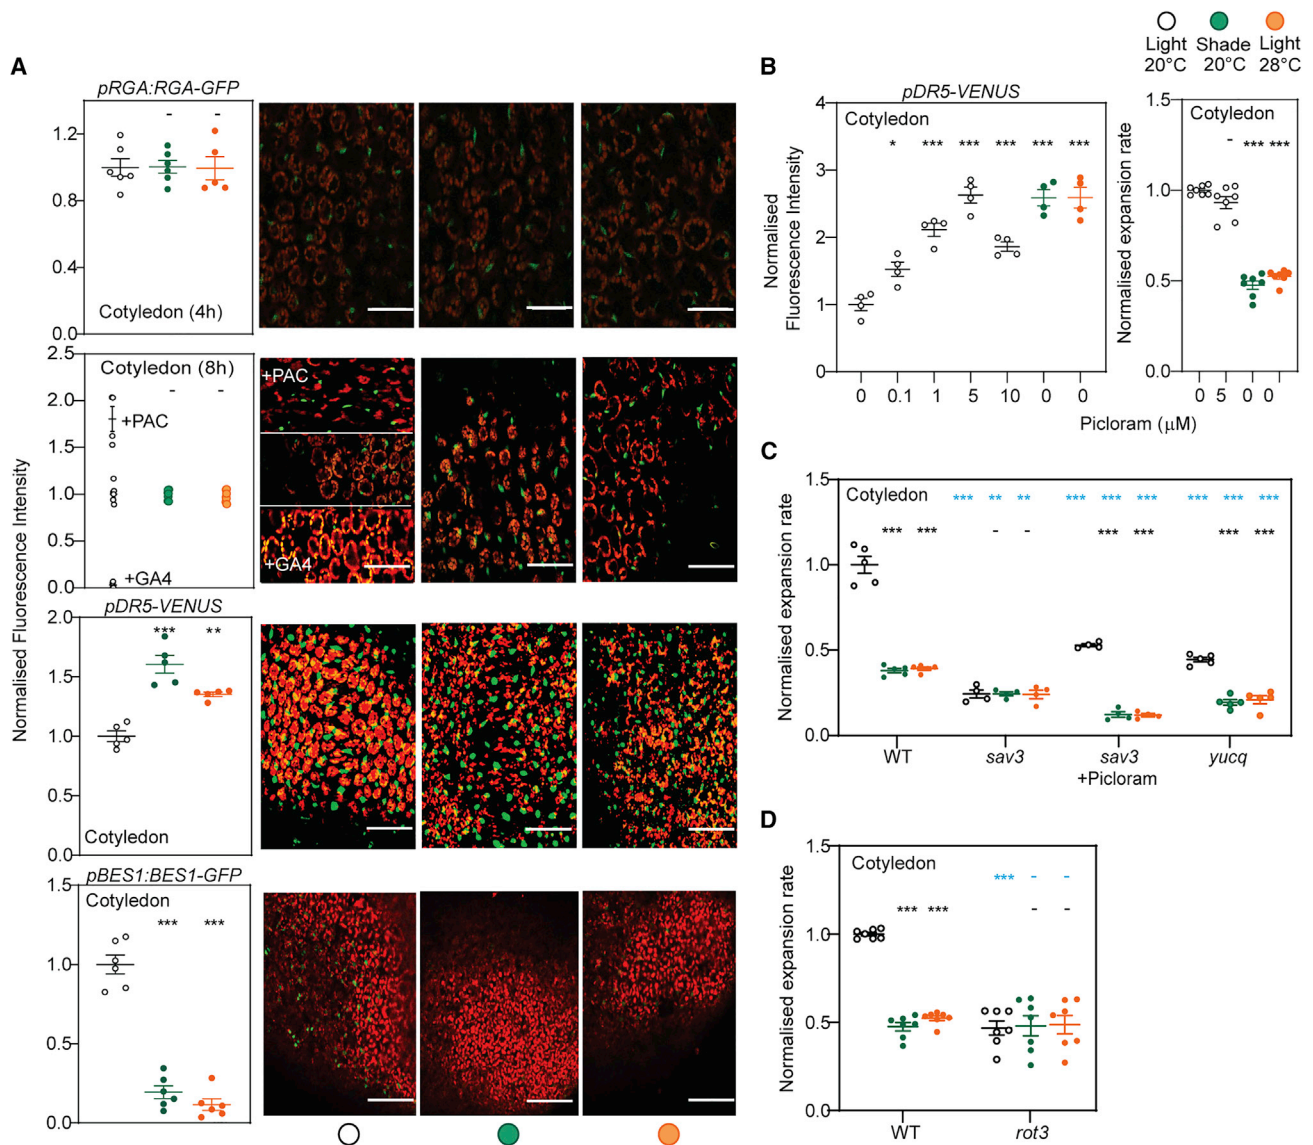 Light Shade Light
20°C 20°C 28°C
A
pRGA:RGA-GFP
1.2
0.8
0.4
0.0
- -
Cotyledon (4h)
Normalised Fluorescence Intensity
2.5
2.0
1.5
1.0
0.5
0.0
Cotyledon (8h)
- -
+PAC
+GA4
+PAC
+GA4
pDR5-VENUS
2.0
1.5
1.0
0.5
0.0
*** **
Cotyledon
pBES1:BES1-GFP
1.5
1.0
0.5
0.0
Cotyledon
*** ***
B
pDR5-VENUS
Normalised
Fluorescence Intensity
4
3
2
1
0
Cotyledon
* *** *** *** *** ***
0 0.1 1 5 10 0 0
Normalised expansion rate
1.5
1.0
0.5
0.0
Cotyledon
- *** ***
0 5 0 0
Picloram (μM)
C
Normalised expansion rate
1.5
1.0
0.5
0.0
Cotyledon
*** ** ** *** *** *** *** *** ***
*** *** - - *** *** *** ***
WT sav3 sav3 yucq
+Picloram
D
Normalised expansion rate
1.5
1.0
0.5
0.0
Cotyledon
*** - -
*** *** - -
WT rot3